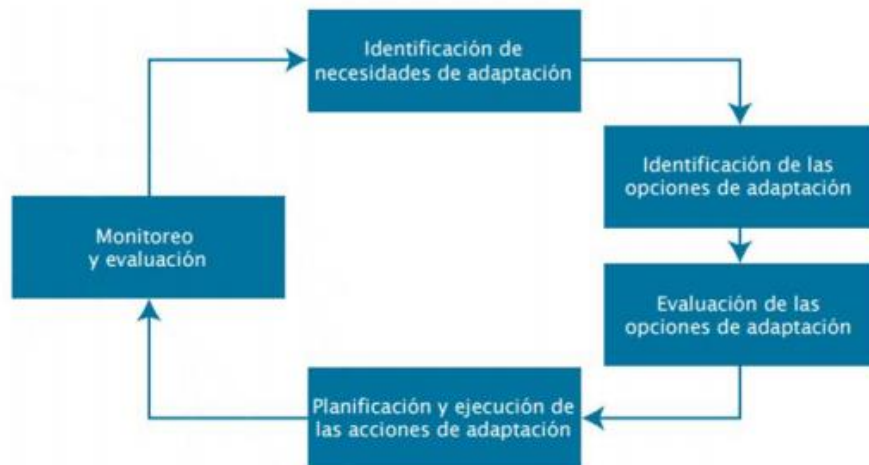 Identificación de
necesidades de adaptación
Identificación de las
opciones de adaptación
Evaluación de las
opciones de adaptación
Planificación y ejecución de
las acciones de adaptación
Monitoreo
y evaluación